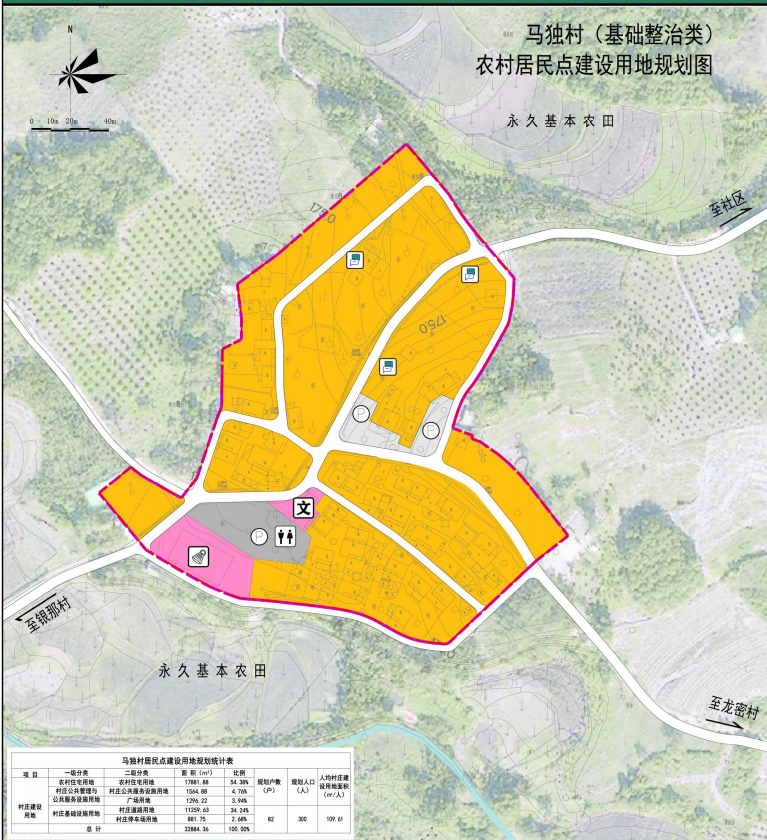 马独村（基础整治类）
农村居民点建设用地规划图
N
0 10m 20m 40m
永久基本农田
至社区
1750
1750
P
P
文
P
至银那村
永久基本农田
至龙密村
马独村居民点建设用地规划统计表
项 目 一级分类 二级分类 面 积（m²） 比例 规划户数（户） 规划人口（人） 人均村庄建设用地面积（㎡/人）
村庄建设用地 农村住宅用地 农村住宅用地 17881.88 54.38% 82 300 109.61
村庄公共管理与公共服务设施用地 村庄公共服务设施用地 1564.88 4.76%
广场用地 1296.22 3.94%
村庄基础设施用地 村庄道路用地 11259.63 34.24%
村庄停车场用地 881.75 2.68%
总 计 32884.36 100.00%